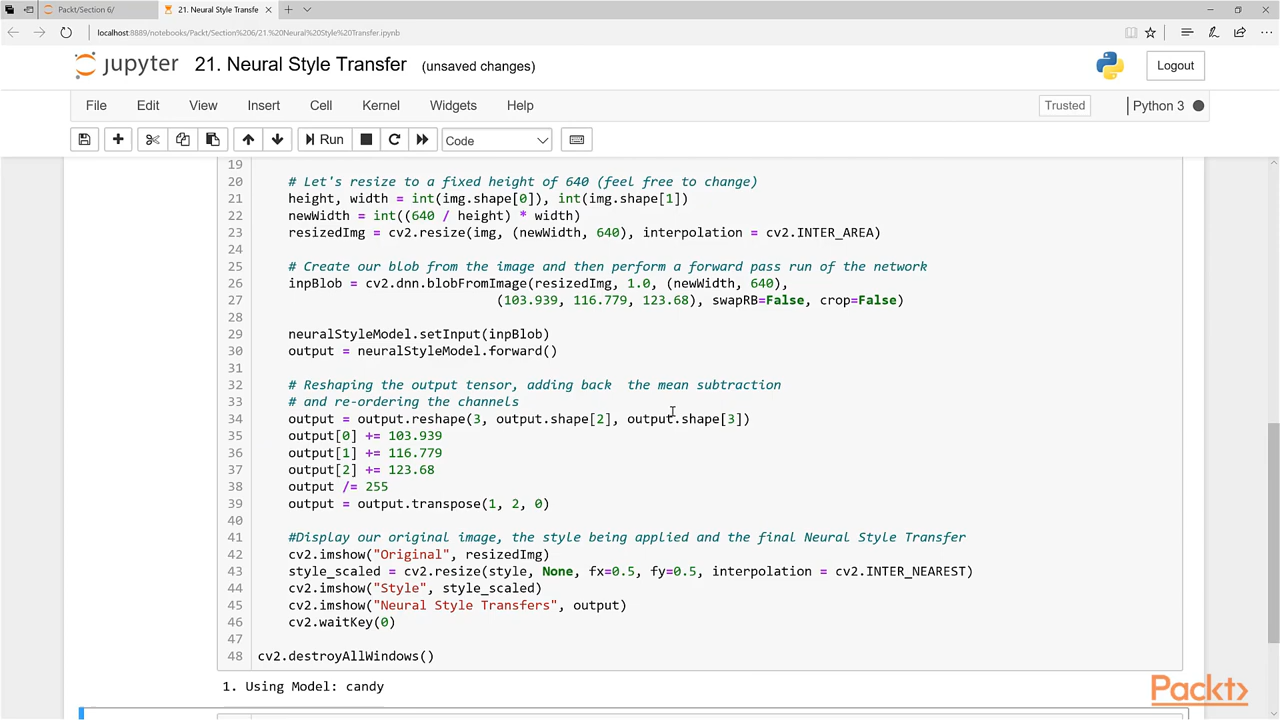 Packt/Section 6/
21. Neural Style Transfe
localhost:8889/notebooks/Packt/Section%206/21.%20Neural%20Style%20Transfer.ipynb
jupyter 21. Neural Style Transfer (unsaved changes)
Logout
File Edit View Insert Cell Kernel Widgets Help
Trusted
Python 3
Run
Code
19
20 # Let's resize to a fixed height of 640 (feel free to change)
21 height, width = int(img.shape[0]), int(img.shape[1])
22 newWidth = int((640 / height) * width)
23 resizedImg = cv2.resize(img, (newWidth, 640), interpolation = cv2.INTER_AREA)
24
25 # Create our blob from the image and then perform a forward pass run of the network
26 inpBlob = cv2.dnn.blobFromImage(resizedImg, 1.0, (newWidth, 640),
27 (103.939, 116.779, 123.68), swapRB=False, crop=False)
28
29 neuralStyleModel.setInput(inpBlob)
30 output = neuralStyleModel.forward()
31
32 # Reshaping the output tensor, adding back  the mean subtraction
33 # and re-ordering the channels
34 output = output.reshape(3, output.shape[2], output.shape[3])
35 output[0] += 103.939
36 output[1] += 116.779
37 output[2] += 123.68
38 output /= 255
39 output = output.transpose(1, 2, 0)
40
41 #Display our original image, the style being applied and the final Neural Style Transfer
42 cv2.imshow("Original", resizedImg)
43 style_scaled = cv2.resize(style, None, fx=0.5, fy=0.5, interpolation = cv2.INTER_NEAREST)
44 cv2.imshow("Style", style_scaled)
45 cv2.imshow("Neural Style Transfers", output)
46 cv2.waitKey(0)
47
48 cv2.destroyAllWindows()
1. Using Model: candy
Packt>